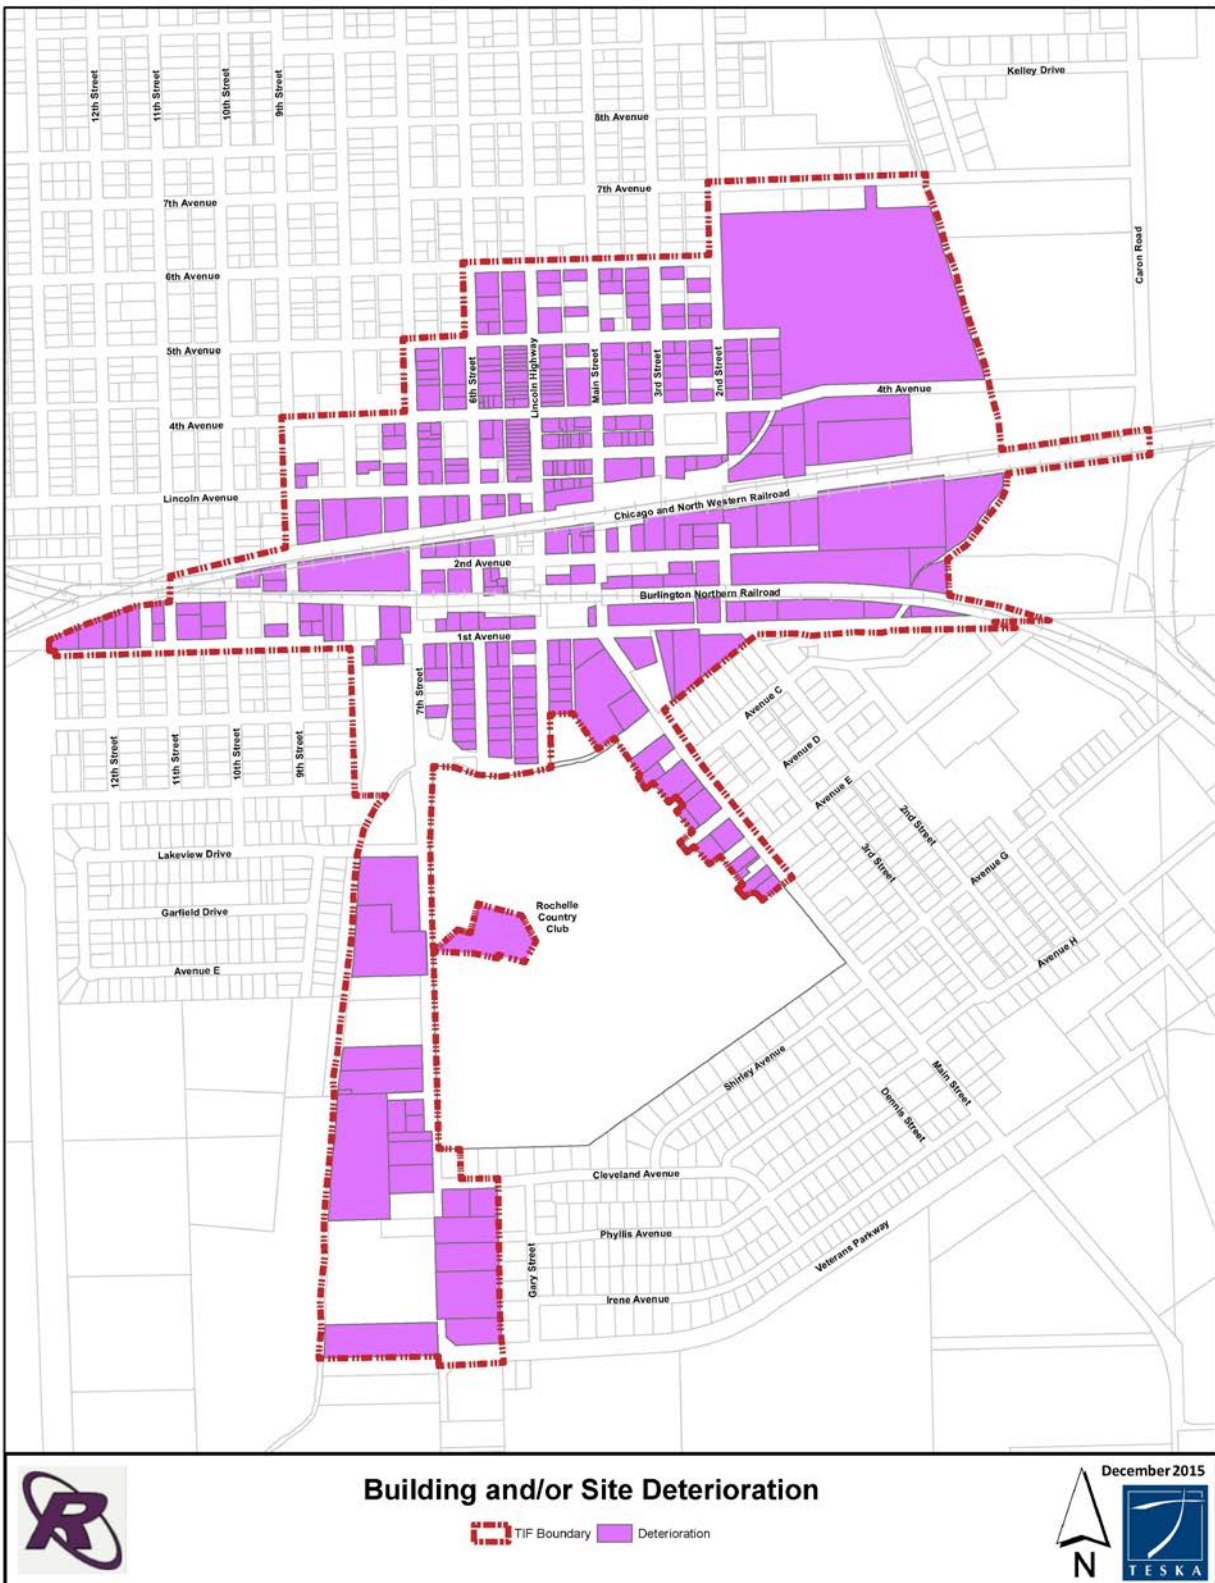 Kelley Drive
12th Street
11th Street
10th Street
9th Street
8th Avenue
7th Avenue
7th Avenue
Caron Road
6th Avenue
5th Avenue
6th Street
Lincoln Highway
Main Street
3rd Street
2nd Street
4th Avenue
4th Avenue
Lincoln Avenue
Chicago and North Western Railroad
2nd Avenue
Burlington Northern Railroad
1st Avenue
7th Street
Avenue C
Avenue D
Avenue E
12th Street
11th Street
10th Street
9th Street
2nd Street
3rd Street
Avenue G
Lakeview Drive
Garfield Drive
Avenue E
Rochelle
Country
Club
Avenue H
Shirley Avenue
Main Street
Dennis Street
Cleveland Avenue
Phyllis Avenue
Veterans Parkway
Gary Street
Irene Avenue
R
Building and/or Site Deterioration
TIF Boundary
Deterioration
N
December 2015
TESKA